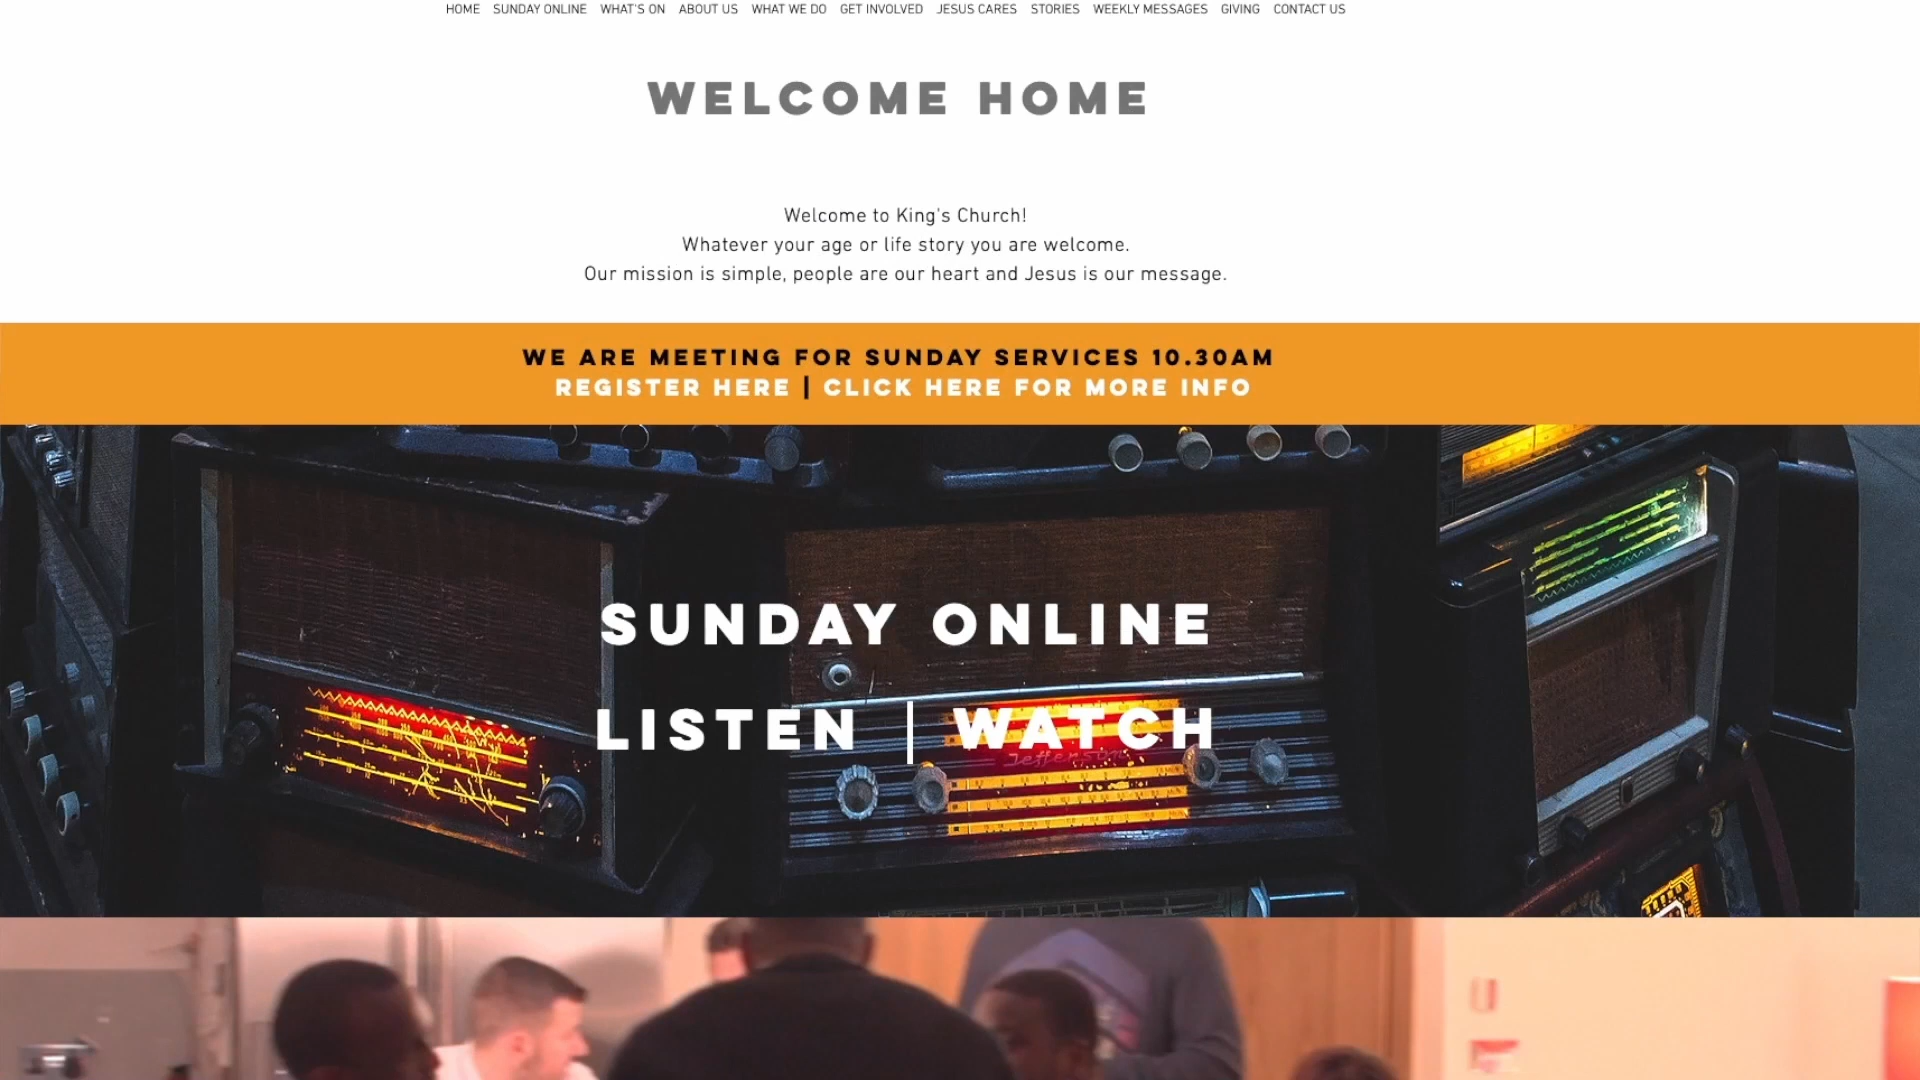 HOME SUNDAY ONLINE WHAT'S ON ABOUT US WHAT WE DO GET INVOLVED JESUS CARES STORIES WEEKLY MESSAGES GIVING CONTACT US
WELCOME HOME
Welcome to King's Church!
Whatever your age or life story you are welcome.
Our mission is simple, people are our heart and Jesus is our message.
WE ARE MEETING FOR SUNDAY SERVICES 10.30AM
REGISTER HERE | CLICK HERE FOR MORE INFO
SUNDAY ONLINE
LISTEN | WATCH